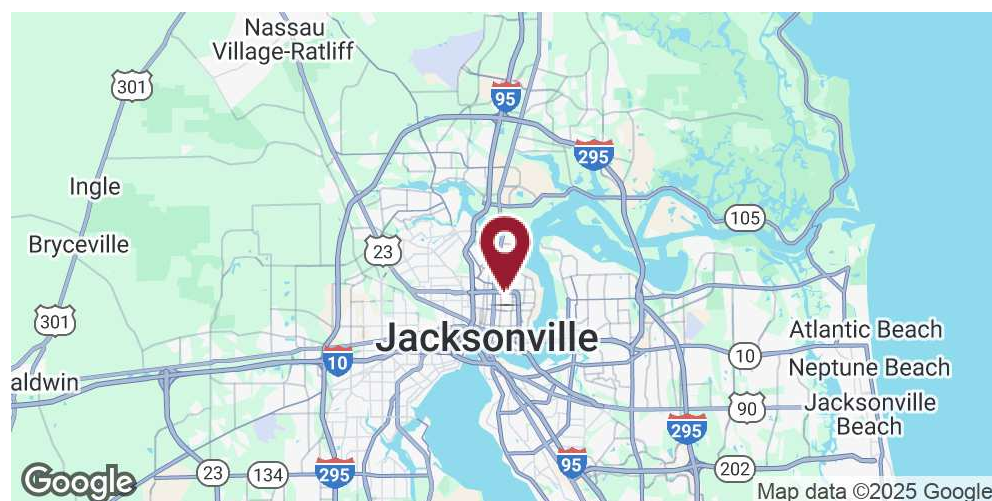 Nassau
Village-Ratliff
301
95
295
Ingle
105
Bryceville
23
301
Jacksonville
Atlantic Beach
10
10
Neptune Beach
aldwin
90
Jacksonville
Beach
295
23
134
295
95
202
Google
Map data ©2025 Google